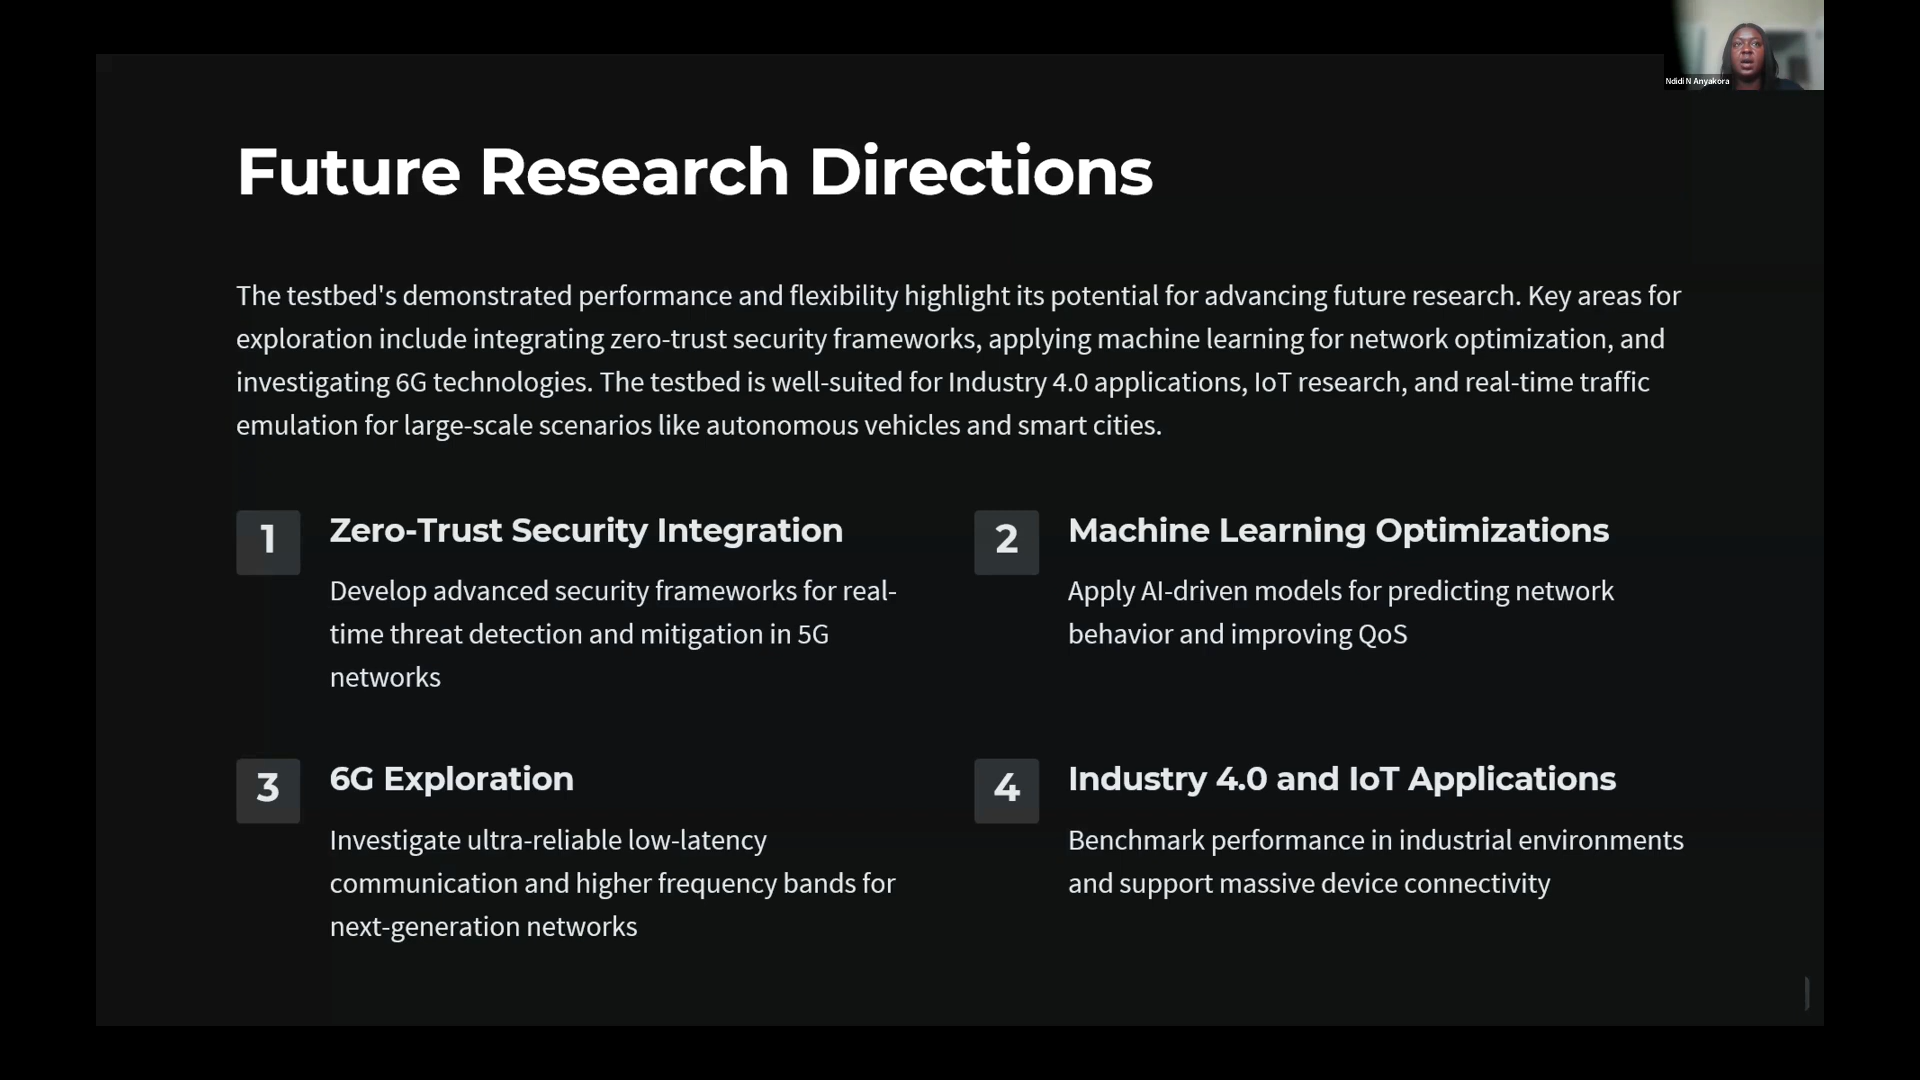 Ndidi N Anyakora
Future Research Directions
The testbed's demonstrated performance and flexibility highlight its potential for advancing future research. Key areas for
exploration include integrating zero-trust security frameworks, applying machine learning for network optimization, and
investigating 6G technologies. The testbed is well-suited for Industry 4.0 applications, IoT research, and real-time traffic
emulation for large-scale scenarios like autonomous vehicles and smart cities.
1
Zero-Trust Security Integration
Develop advanced security frameworks for real-
time threat detection and mitigation in 5G
networks
2
Machine Learning Optimizations
Apply AI-driven models for predicting network
behavior and improving QoS
3
6G Exploration
Investigate ultra-reliable low-latency
communication and higher frequency bands for
next-generation networks
4
Industry 4.0 and IoT Applications
Benchmark performance in industrial environments
and support massive device connectivity